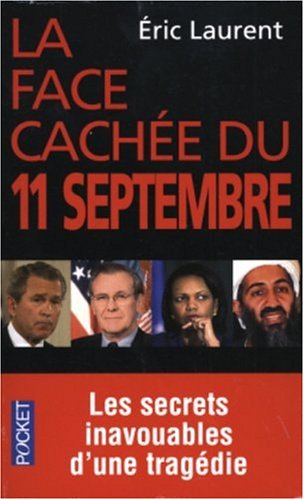 LA
FACE
CACHÉE DU
11 SEPTEMBRE
Éric Laurent
POCKET
Les secrets
inavouables
d'une tragédie